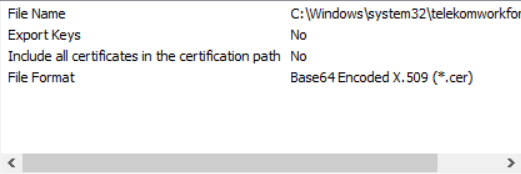 File Name C:\Windows\system32\telekomworkfor
Export Keys No
Include all certificates in the certification path No
File Format Base64 Encoded X.509 (*.cer)